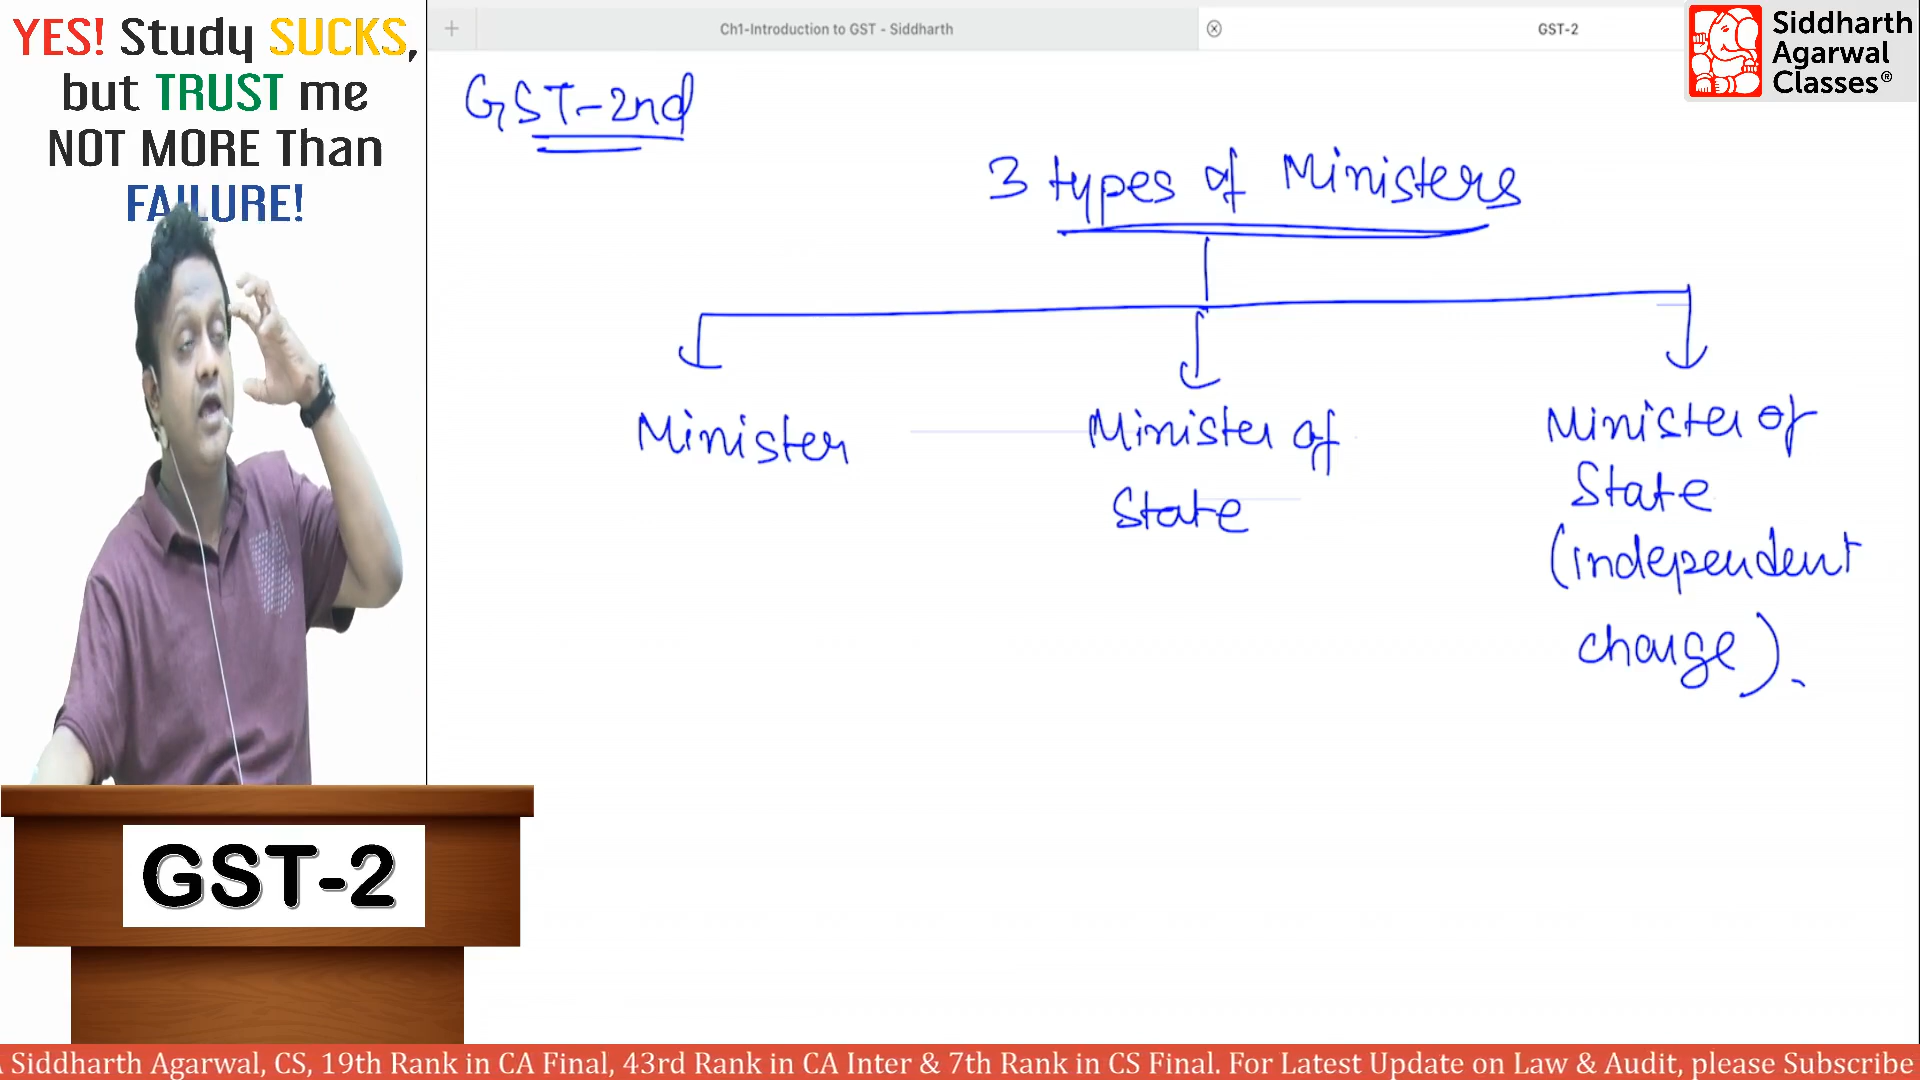 YES! Study SUCKS,
but TRUST me
NOT MORE Than
FAILURE!
Ch1-Introduction to GST - Siddharth
GST-2
Siddharth
Agarwal
Classes®
GST-2nd
3 types of Ministers
Minister
Minister of
State
Minister of
State
(independent
charge).
GST-2
Siddharth Agarwal, CS, 19th Rank in CA Final, 43rd Rank in CA Inter & 7th Rank in CS Final. For Latest Update on Law & Audit, please Subscribe